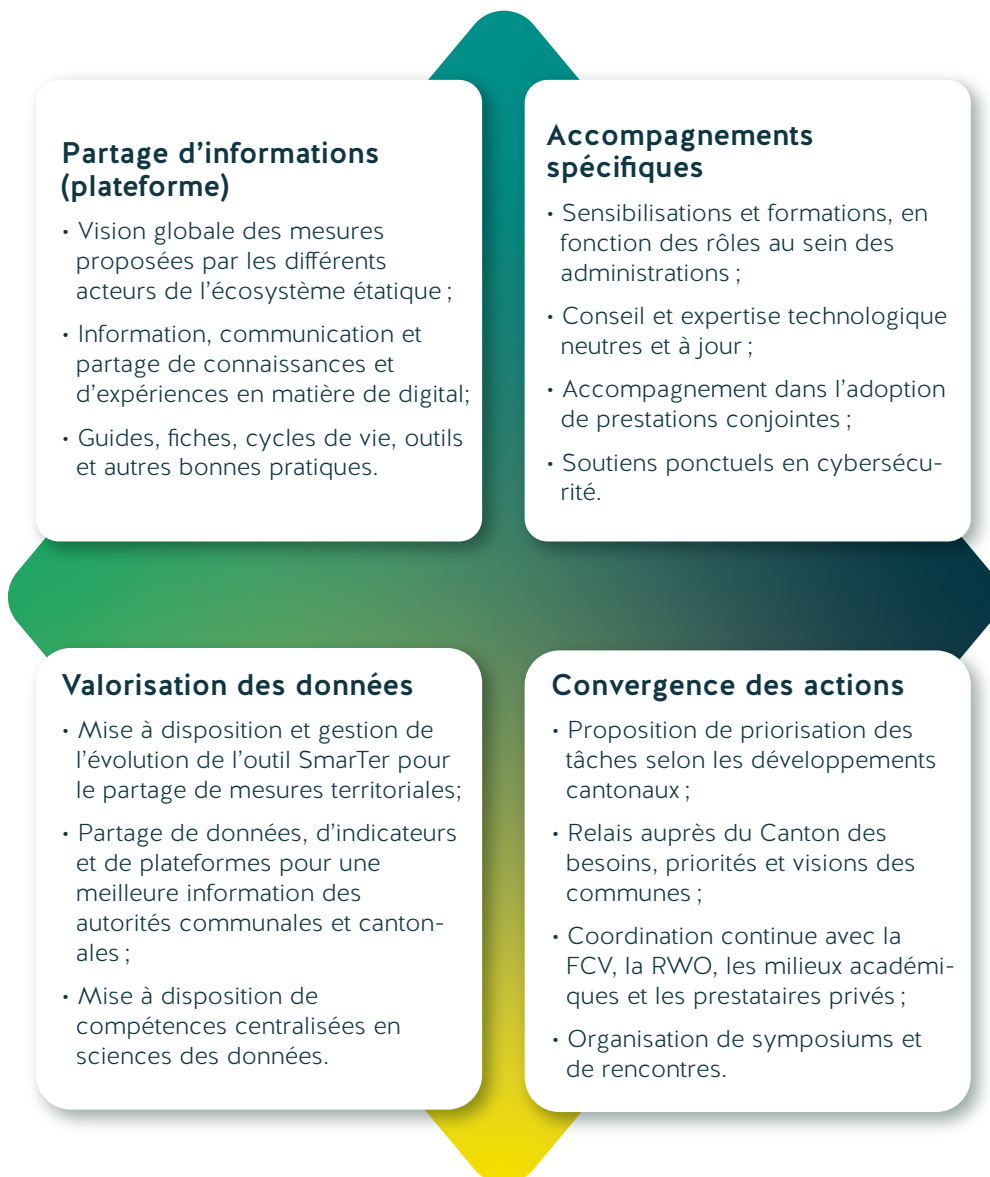 Partage d’informations
(plateforme)
• Vision globale des mesures
proposées par les différents
acteurs de l’écosystème étatique ;
• Information, communication et
partage de connaissances et
d’expériences en matière de digital;
• Guides, fiches, cycles de vie, outils
et autres bonnes pratiques.
Accompagnements
spécifiques
• Sensibilisations et formations, en
fonction des rôles au sein des
administrations ;
• Conseil et expertise technologique
neutres et à jour ;
• Accompagnement dans l’adoption
de prestations conjointes ;
• Soutiens ponctuels en cybersécu-
rité.
Valorisation des données
• Mise à disposition et gestion de
l’évolution de l’outil SmarTer pour
le partage de mesures territoriales;
• Partage de données, d’indicateurs
et de plateformes pour une
meilleure information des
autorités communales et canton-
ales ;
• Mise à disposition de
compétences centralisées en
sciences des données.
Convergence des actions
• Proposition de priorisation des
tâches selon les développements
cantonaux ;
• Relais auprès du Canton des
besoins, priorités et visions des
communes ;
• Coordination continue avec la
FCV, la RWO, les milieux académi-
ques et les prestataires privés ;
• Organisation de symposiums et
de rencontres.